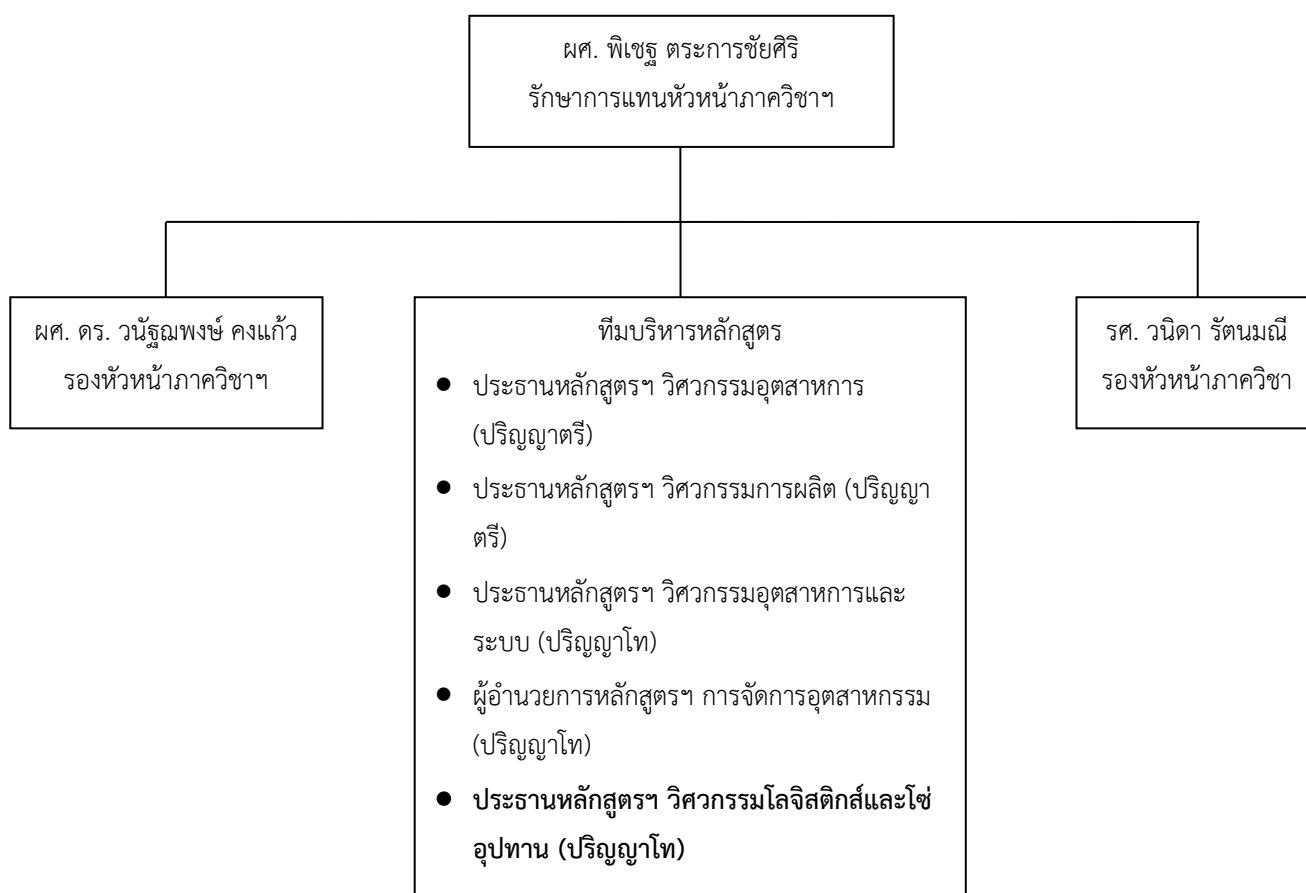 ผศ. พิเชฐ ตระการชัยศิริ
รักษาการแทนหัวหน้าภาควิชาฯ
ผศ. ดร. วนัฐฌพงษ์ คงแก้ว
รองหัวหน้าภาควิชาฯ
ทีมบริหารหลักสูตร
● ประธานหลักสูตรฯ วิศวกรรมอุตสาหการ
(ปริญญาตรี)
● ประธานหลักสูตรฯ วิศวกรรมการผลิต (ปริญญา
ตรี)
● ประธานหลักสูตรฯ วิศวกรรมอุตสาหการและ
ระบบ (ปริญญาโท)
● ผู้อำนวยการหลักสูตรฯ การจัดการอุตสาหกรรม
(ปริญญาโท)
● ประธานหลักสูตรฯ วิศวกรรมโลจิสติกส์และโซ่
อุปทาน (ปริญญาโท)
รศ. วนิดา รัตนมณี
รองหัวหน้าภาควิชา